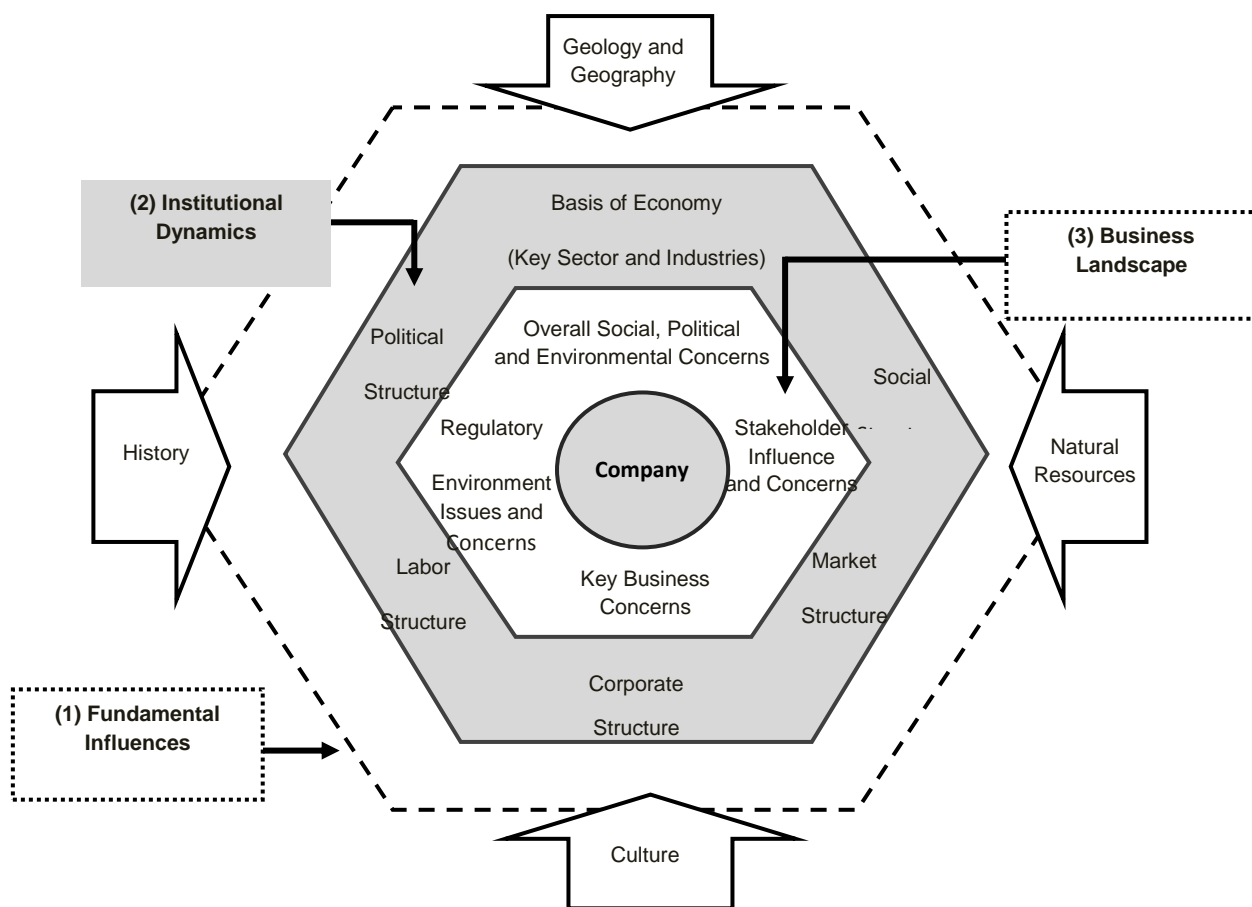 Geology and
Geography
(2) Institutional
Dynamics
Basis of Economy
(Key Sector and Industries)
(3) Business
Landscape
Political
Structure
Overall Social, Political
and Environmental Concerns
Social
Regulatory
Environment
Issues and
Concerns
Company
Stakeholder
Influence
and Concerns
History
Natural
Resources
Labor
Structure
Key Business
Concerns
Market
Structure
Corporate
Structure
(1) Fundamental
Influences
Culture